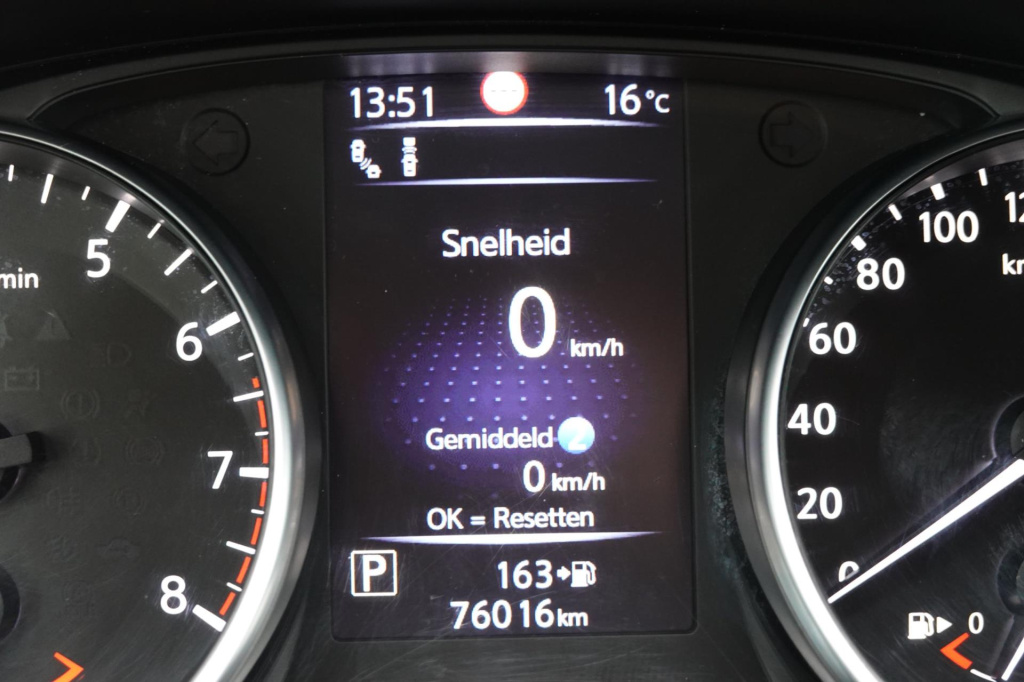 13:51 16°C
Snelheid
0 km/h
Gemiddeld 2
0 km/h
OK = Resetten
P 163
76016 km
min
5
6
7
8
100
80
60
40
20
0
0